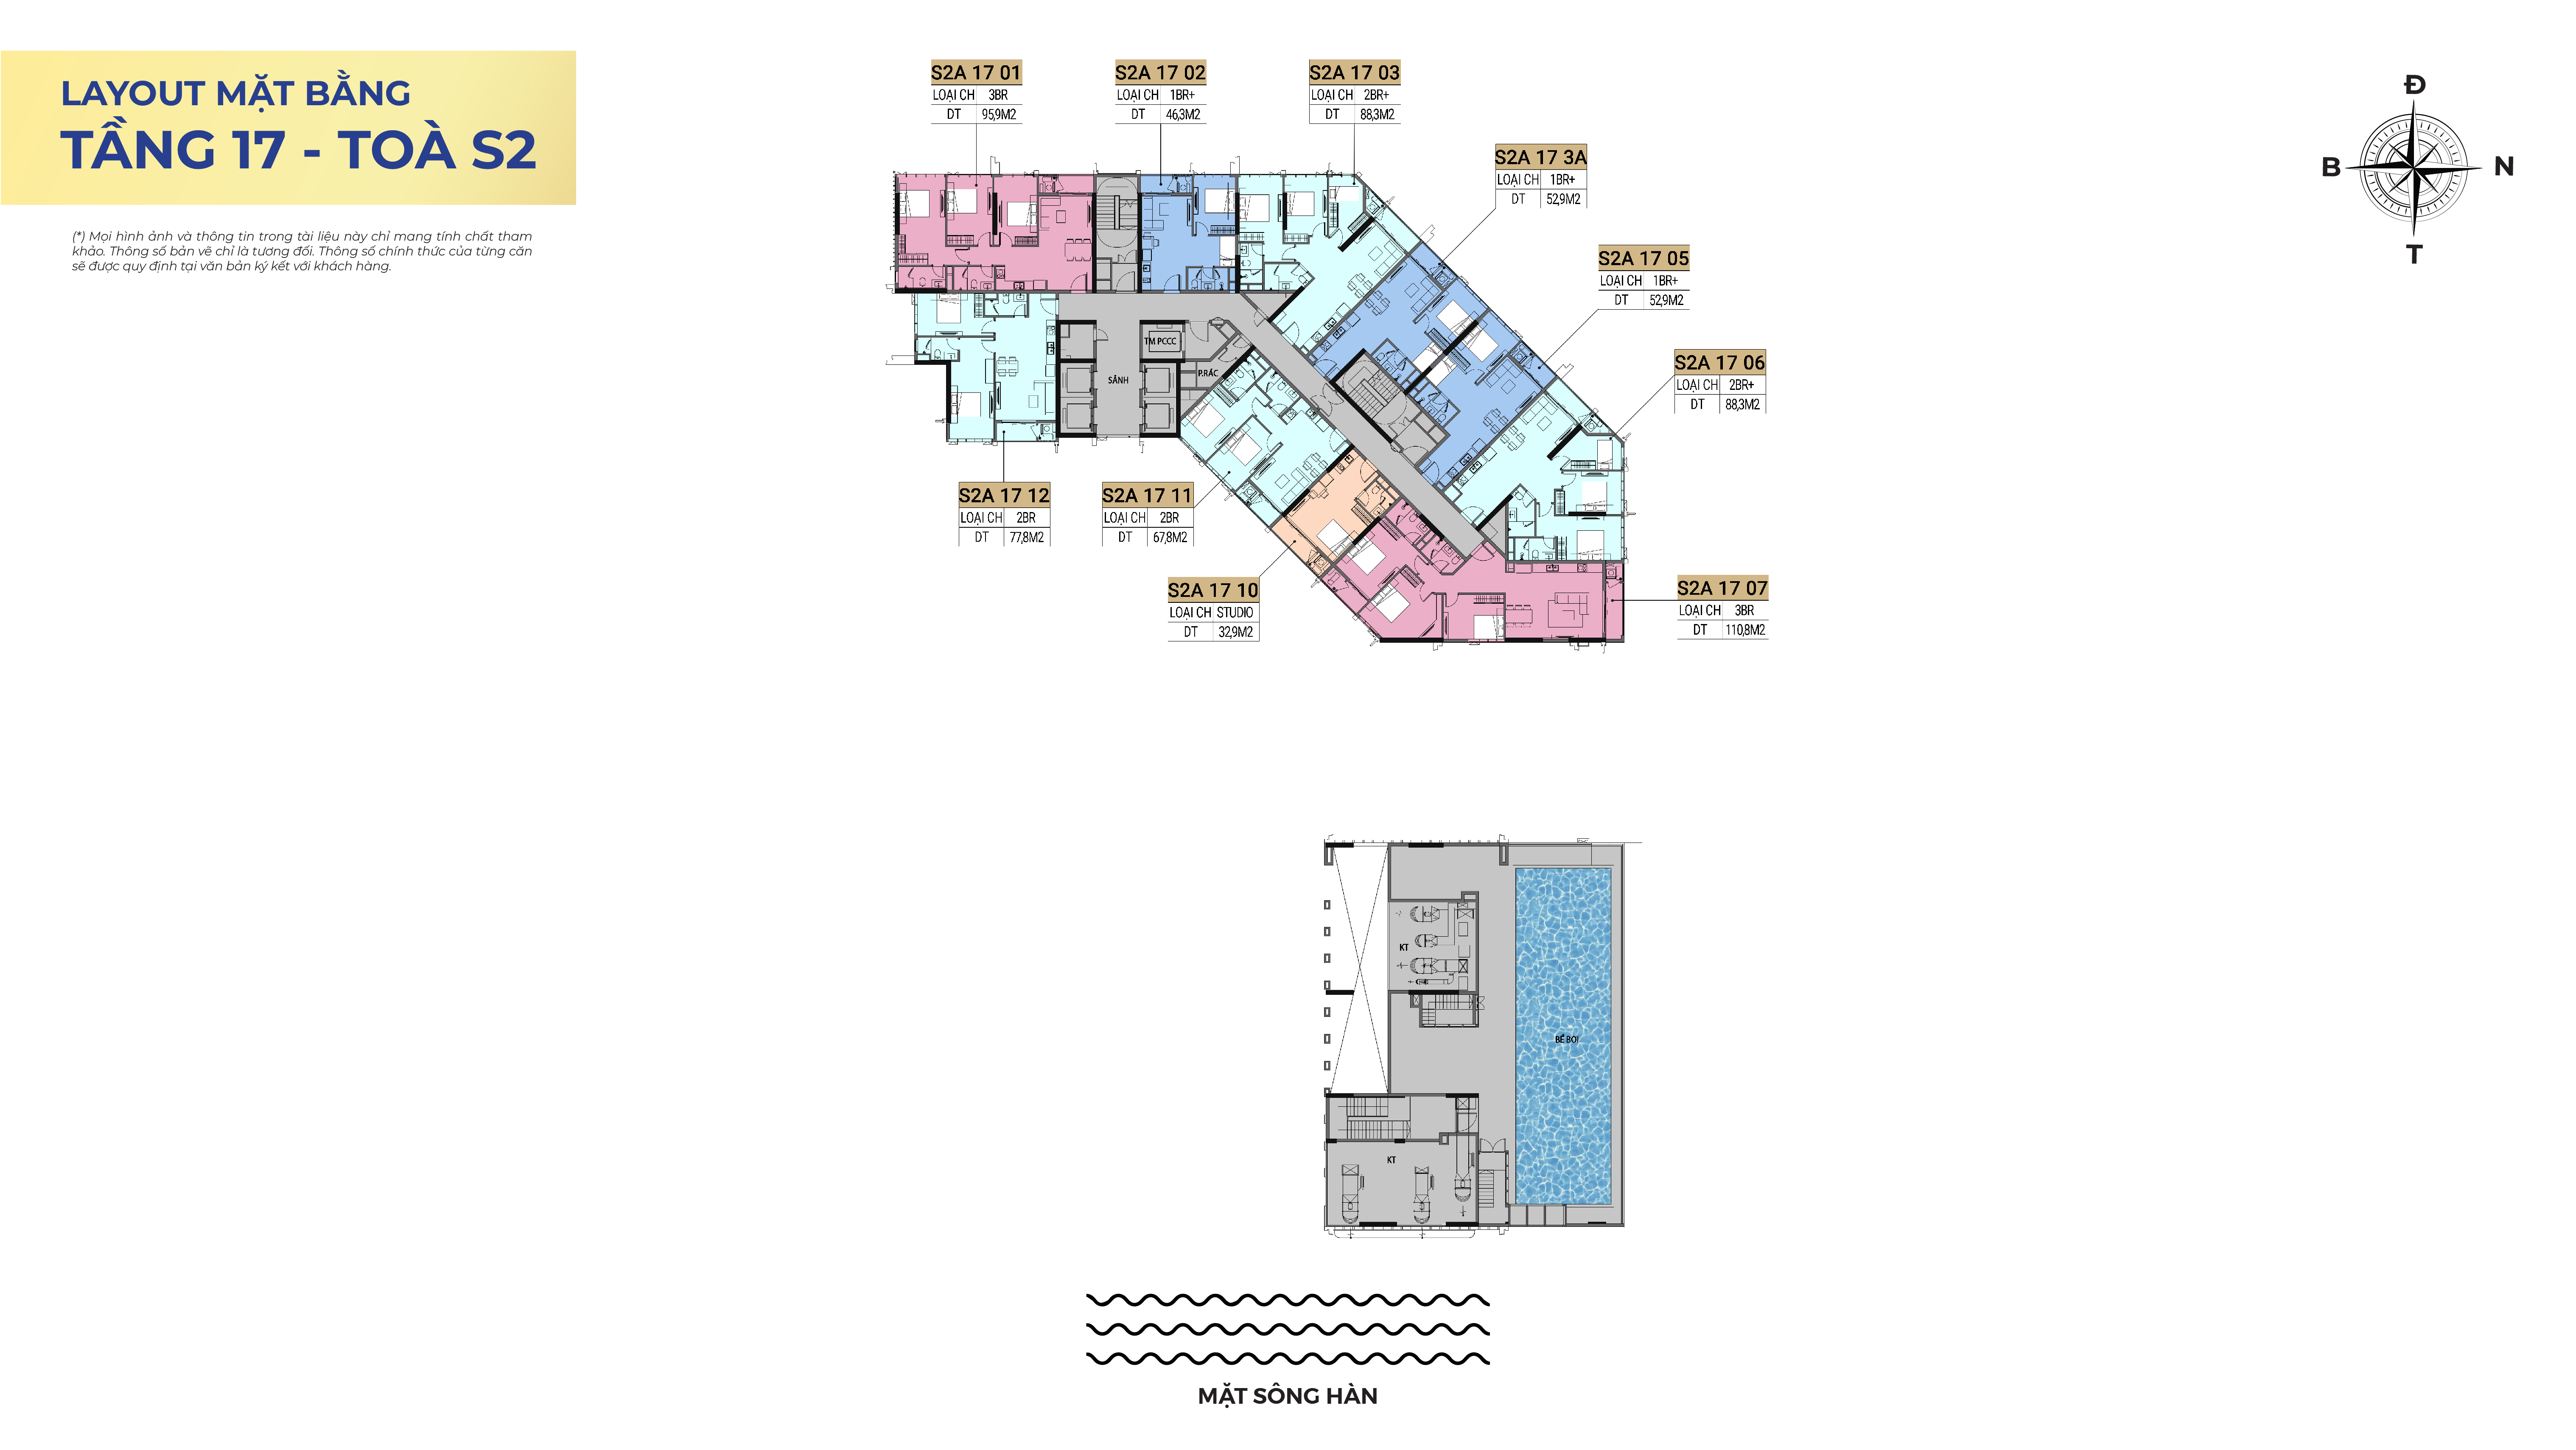 LAYOUT MẶT BẰNG
TẦNG 17 - TOÀ S2
(*) Mọi hình ảnh và thông tin trong tài liệu này chỉ mang tính chất tham
khảo. Thông số bản vẽ chỉ là tương đối. Thông số chính thức của từng căn
sẽ được quy định tại văn bản ký kết với khách hàng.
S2A 17 01
LOẠI CH 3BR
DT 95,9M2
S2A 17 02
LOẠI CH 1BR+
DT 46,3M2
S2A 17 03
LOẠI CH 2BR+
DT 88,3M2
S2A 17 3A
LOẠI CH 1BR+
DT 52,9M2
S2A 17 05
LOẠI CH 1BR+
DT 52,9M2
S2A 17 06
LOẠI CH 2BR+
DT 88,3M2
Đ
B
N
T
TM PCCC
P.RÁC
SẢNH
S2A 17 12
LOẠI CH 2BR
DT 77,8M2
S2A 17 11
LOẠI CH 2BR
DT 67,8M2
S2A 17 10
LOẠI CH STUDIO
DT 32,9M2
S2A 17 07
LOẠI CH 3BR
DT 110,8M2
KT
BỂ BƠI
KT
MẶT SÔNG HÀN